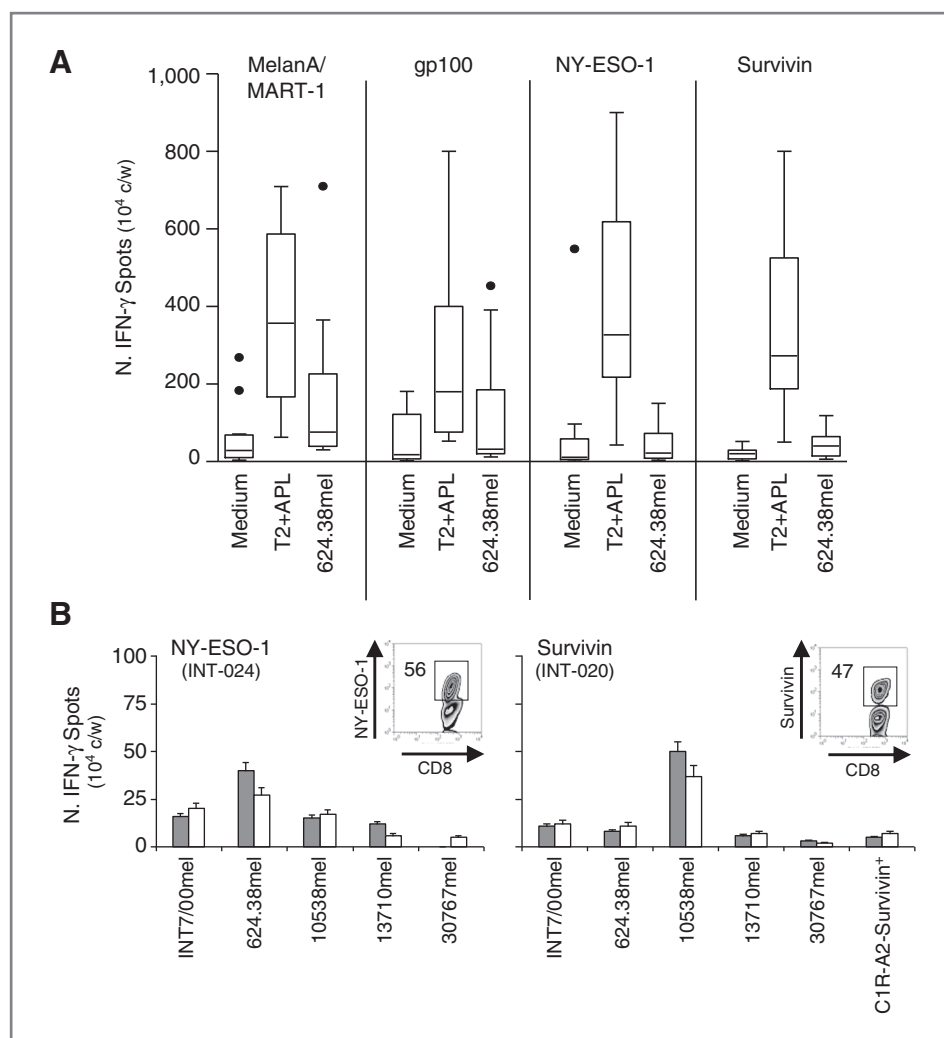 A
MelanA/
MART-1
gp100
NY-ESO-1
Survivin
N. IFN-γ Spots (10⁴ c/w)
1,000
800
600
400
200
0
Medium
T2+APL
624.38mel
Medium
T2+APL
624.38mel
Medium
T2+APL
624.38mel
Medium
T2+APL
624.38mel
B
NY-ESO-1
(INT-024)
N. IFN-γ Spots
(10⁴ c/w)
100
75
50
25
0
NY-ESO-1
56
CD8
INT7/00mel
624.38mel
10538mel
13710mel
30767mel
Survivin
(INT-020)
Survivin
47
CD8
INT7/00mel
624.38mel
10538mel
13710mel
30767mel
C1R-A2-Survivin⁺